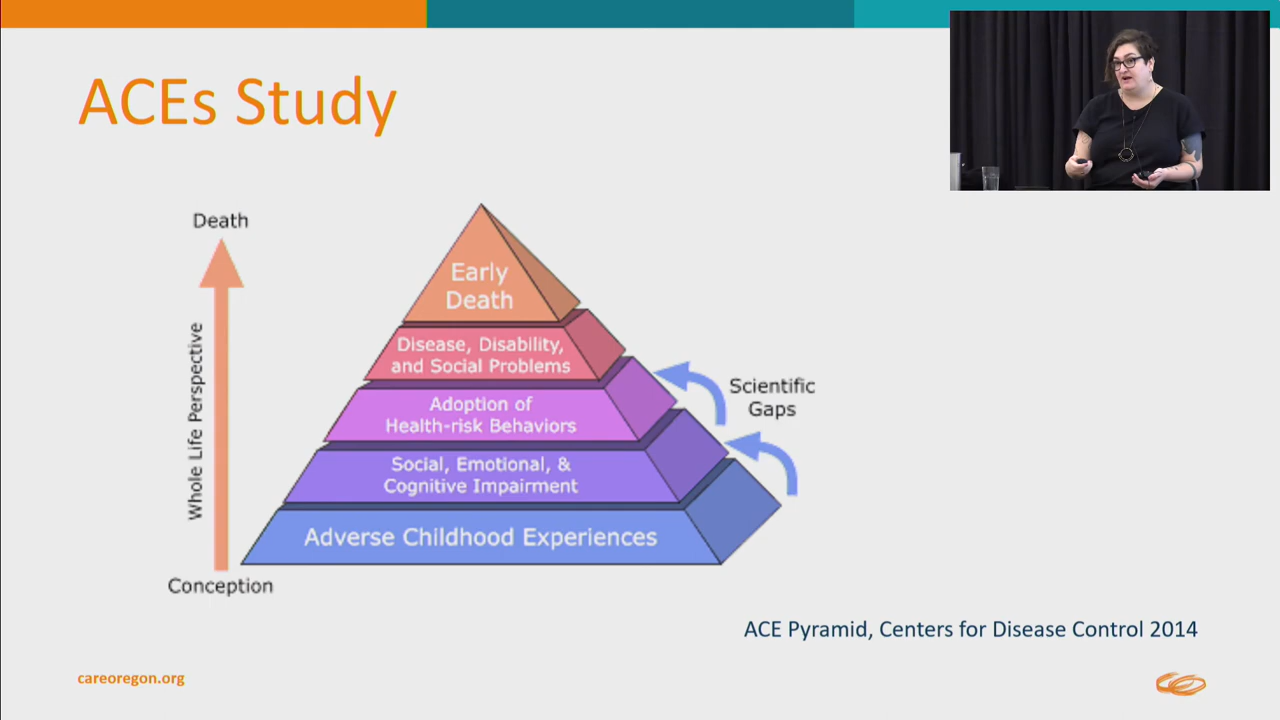 ACEs Study
Death
Whole Life Perspective
Conception
Early
Death
Disease, Disability,
and Social Problems
Adoption of
Health-risk Behaviors
Social, Emotional, &
Cognitive Impairment
Adverse Childhood Experiences
Scientific
Gaps
ACE Pyramid, Centers for Disease Control 2014
careoregon.org